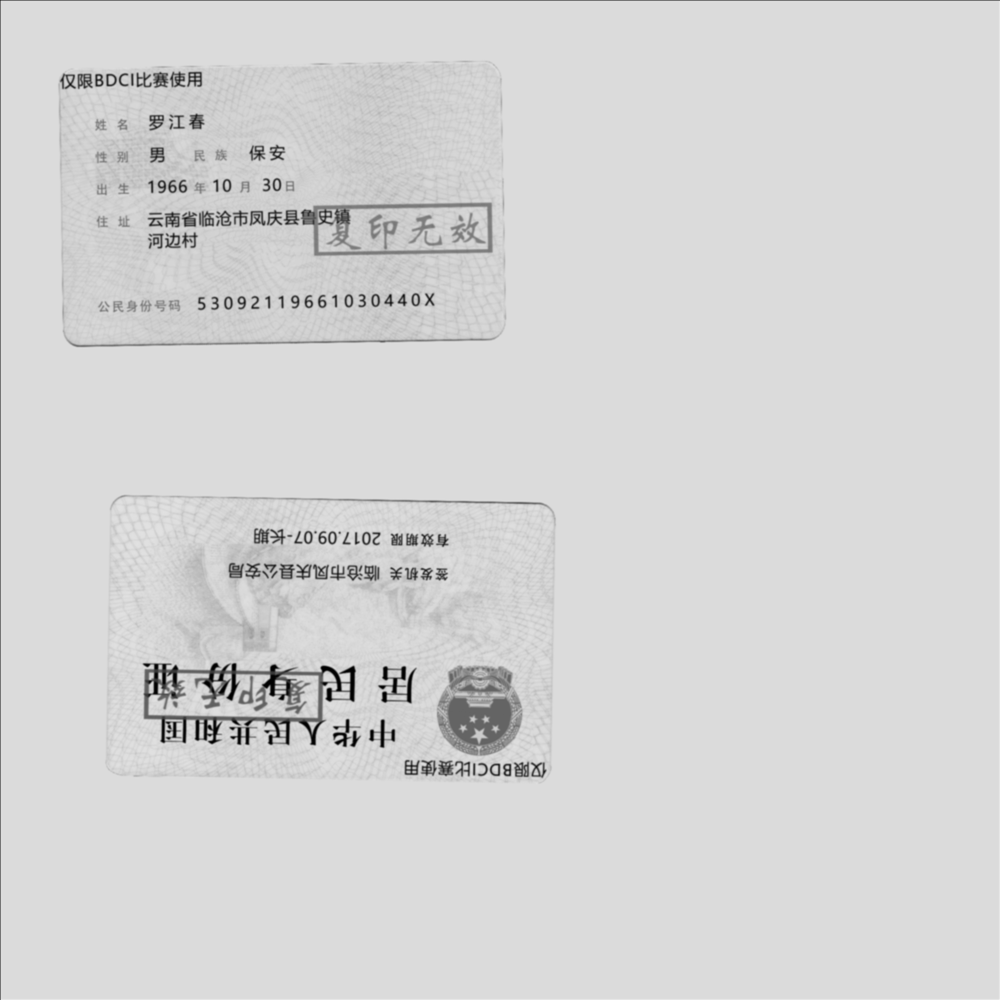 仅限BDCI比赛使用
姓名 罗江春
性别 男 民族 保安
出生 1966 年 10 月 30 日
住址 云南省临沧市凤庆县鲁史镇
河边村
复印无效
公民身份号码 53092119661030440X
仅限BDCI比赛使用
中华人民共和国
居民身份证
复印无效
签发机关 临沧市凤庆县公安局
有效期限 2017.09.07-长期